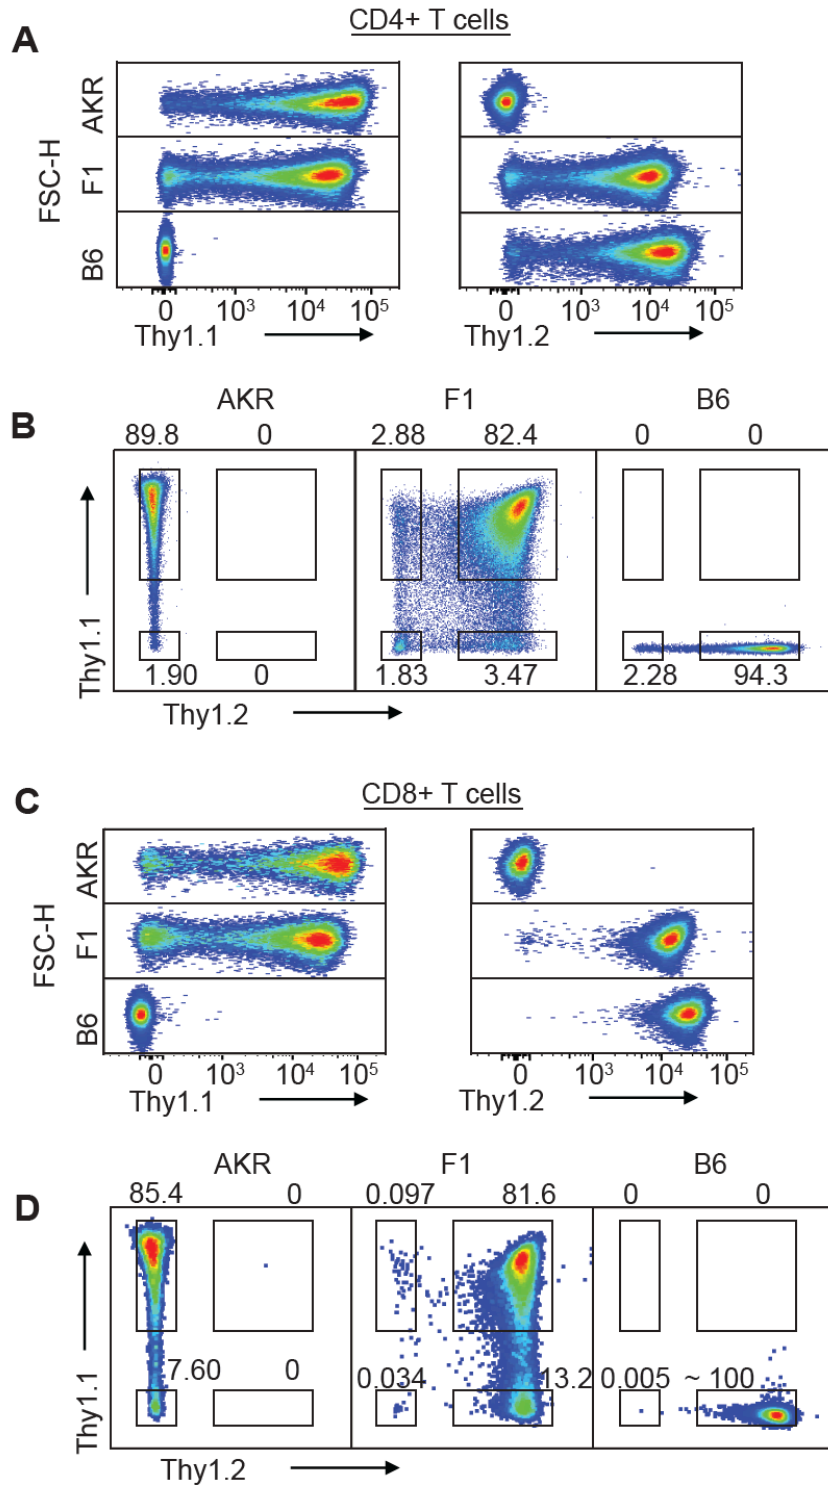 CD4+ T cells
A
FSC-H
AKR
F1
B6
0 10³ 10⁴ 10⁵
Thy1.1
0 10³ 10⁴ 10⁵
Thy1.2
B
AKR F1 B6
89.8 0 2.88 82.4 0 0
Thy1.1
1.90 0 1.83 3.47 2.28 94.3
Thy1.2
CD8+ T cells
C
FSC-H
AKR
F1
B6
0 10³ 10⁴ 10⁵
Thy1.1
0 10³ 10⁴ 10⁵
Thy1.2
AKR F1 B6
D
85.4 0 0.097 81.6 0 0
Thy1.1
7.60 0 0.034 13.2 0.005 ~ 100
Thy1.2